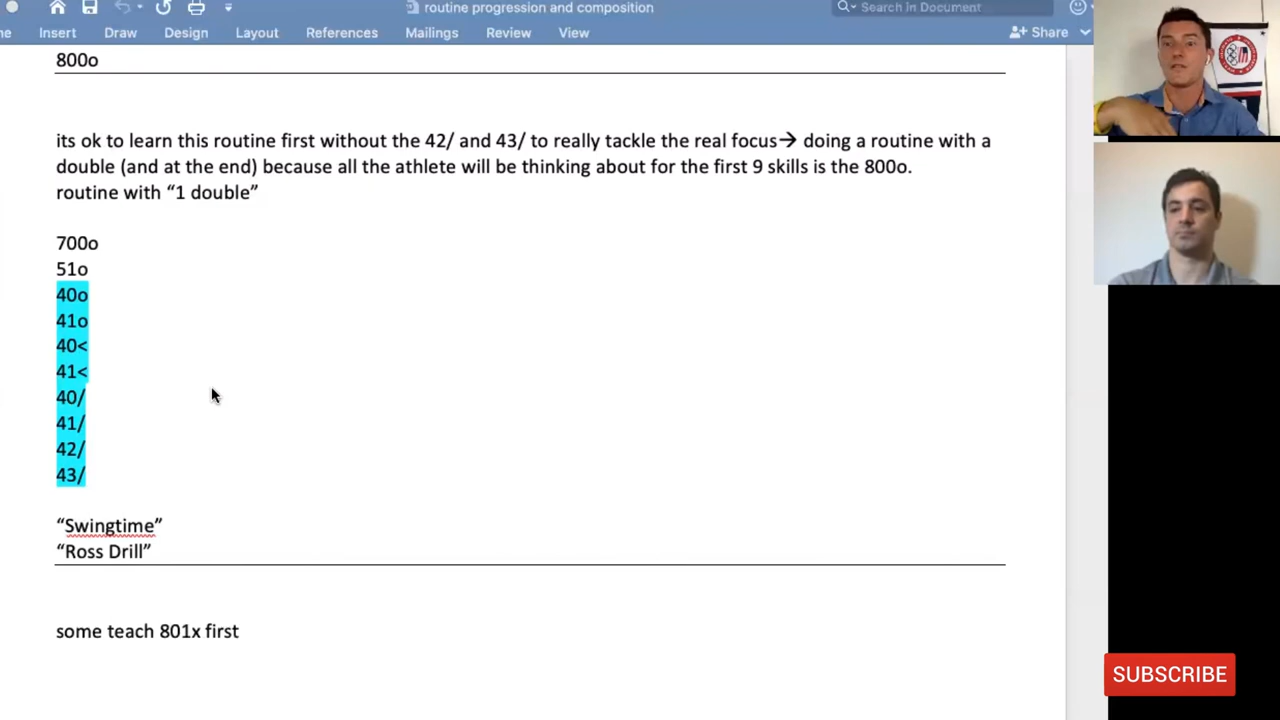 routine progression and composition
Search in Document
Insert Draw Design Layout References Mailings Review View
Share
800o
its ok to learn this routine first without the 42/ and 43/ to really tackle the real focus→ doing a routine with a
double (and at the end) because all the athlete will be thinking about for the first 9 skills is the 800o.
routine with “1 double”
700o
51o
40o
41o
40<
41<
40/
41/
42/
43/
“Swingtime”
“Ross Drill”
some teach 801x first
SUBSCRIBE